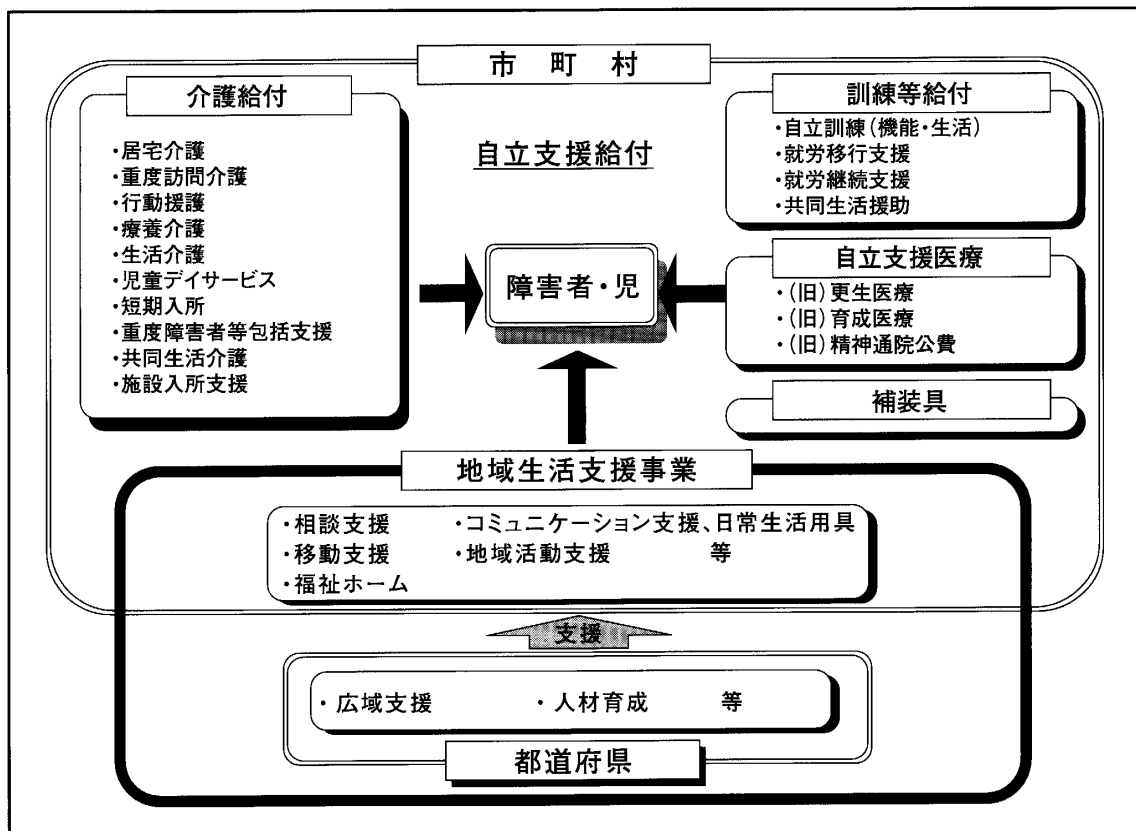 市町村
介護給付
・居宅介護
・重度訪問介護
・行動援護
・療養介護
・生活介護
・児童デイサービス
・短期入所
・重度障害者等包括支援
・共同生活介護
・施設入所支援
自立支援給付
障害者・児
訓練等給付
・自立訓練(機能・生活)
・就労移行支援
・就労継続支援
・共同生活援助
自立支援医療
・(旧)更生医療
・(旧)育成医療
・(旧)精神通院公費
補装具
地域生活支援事業
・相談支援 ・コミュニケーション支援、日常生活用具
・移動支援 ・地域活動支援 等
・福祉ホーム
支援
・広域支援 ・人材育成 等
都道府県